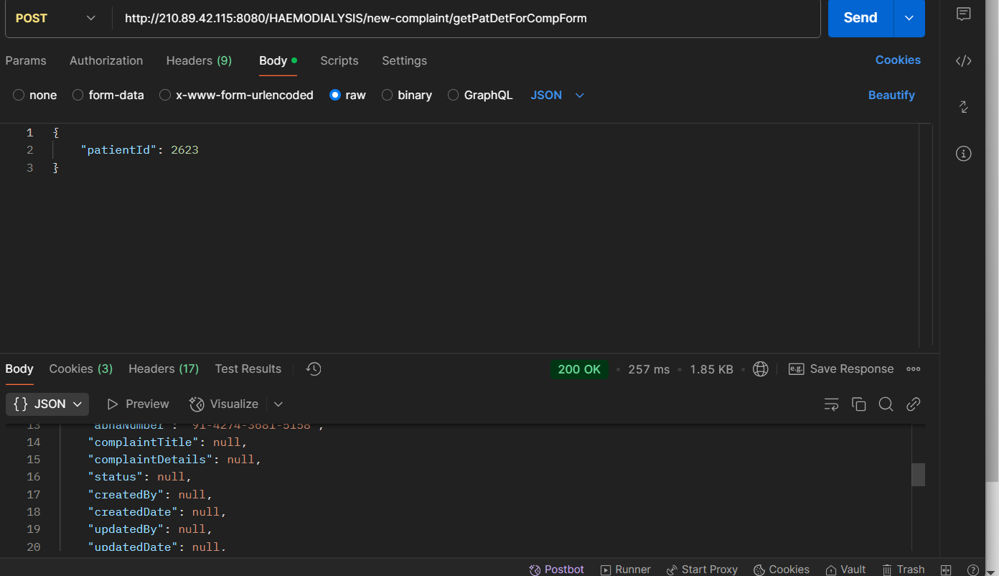 POST
http://210.89.42.115:8080/HAEMODIALYSIS/new-complaint/getPatDetForCompForm
Send
Params Authorization Headers (9) Body Scripts Settings Cookies
none form-data x-www-form-urlencoded raw binary GraphQL JSON Beautify
1 {
2 "patientId": 2623
3 }
Body Cookies (3) Headers (17) Test Results 200 OK 257 ms 1.85 KB e.g. Save Response
{} JSON Preview Visualize
13 "abhaNumber": "91-4274-3681-5158",
14 "complaintTitle": null,
15 "complaintDetails": null,
16 "status": null,
17 "createdBy": null,
18 "createdDate": null,
19 "updatedBy": null,
20 "updatedDate": null,
Postbot Runner Start Proxy Cookies Vault Trash